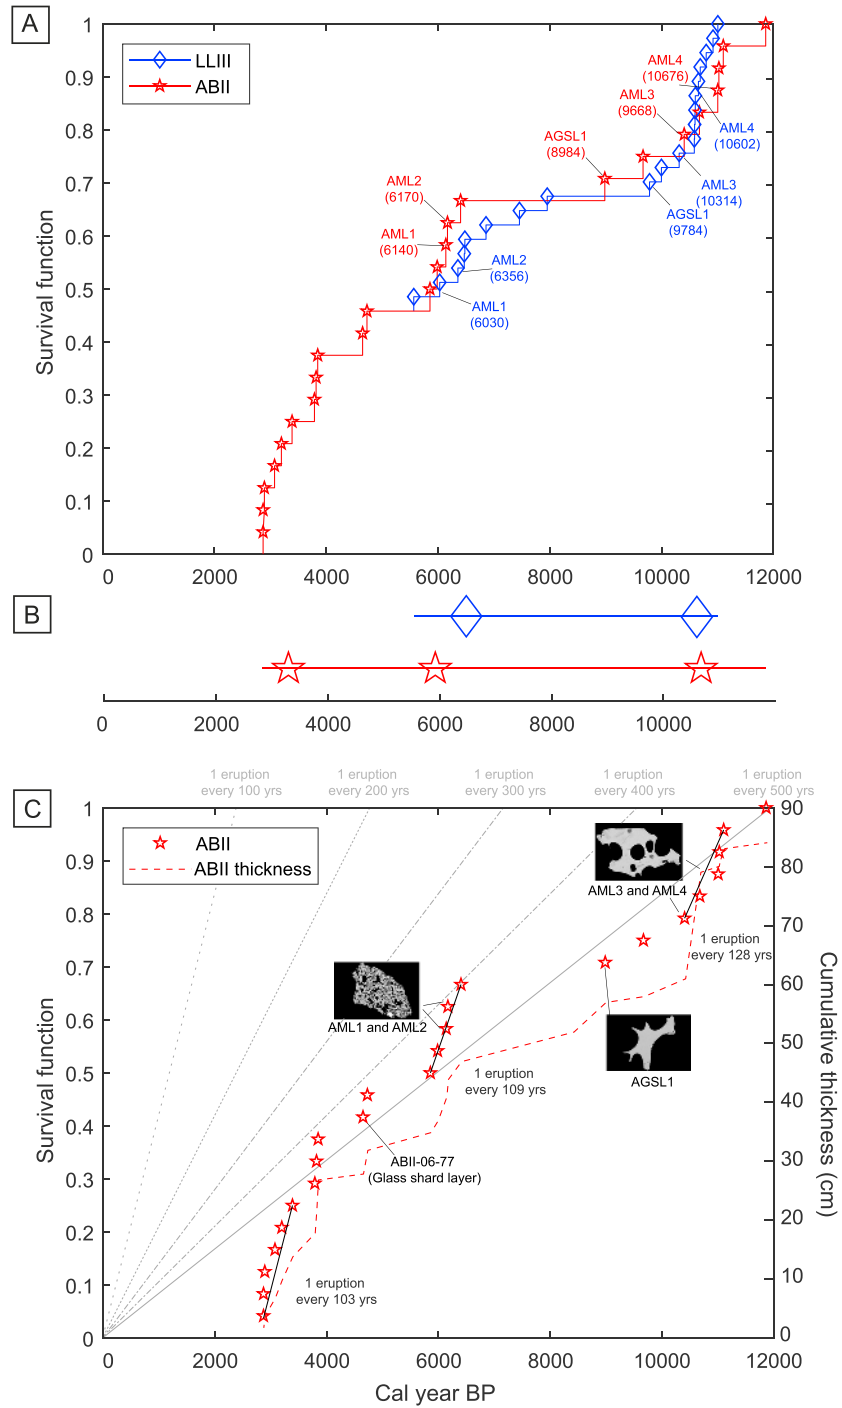 A
LLIII
ABII
AML4
(10676)
AML3
(9668)
AML4
(10602)
AGSL1
(8984)
AML2
(6170)
AML3
(10314)
AGSL1
(9784)
AML1
(6140)
AML2
(6356)
AML1
(6030)
Survival function
1
0.9
0.8
0.7
0.6
0.5
0.4
0.3
0.2
0.1
0
0 2000 4000 6000 8000 10000 12000
B
0 2000 4000 6000 8000 10000
C
1 eruption
every 100 yrs
1 eruption
every 200 yrs
1 eruption
every 300 yrs
1 eruption
every 400 yrs
1 eruption
every 500 yrs
ABII
ABII thickness
AML3 and AML4
1 eruption
every 128 yrs
AML1 and AML2
AGSL1
1 eruption
every 109 yrs
ABII-06-77
(Glass shard layer)
1 eruption
every 103 yrs
Survival function
1
0.9
0.8
0.7
0.6
0.5
0.4
0.3
0.2
0.1
0
90
80
70
60
50
40
30
20
10
0
Cumulative thickness (cm)
0 2000 4000 6000 8000 10000 12000
Cal year BP